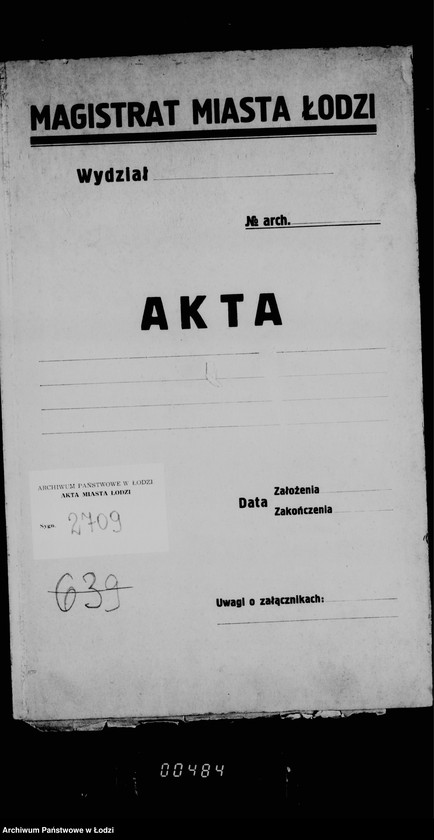 MAGISTRAT MIASTA ŁODZI
Wydział
№ arch.
AKTA
ARCHIWUM PAŃSTWOWE W ŁODZI
AKTA MIASTA ŁODZI
Sygn. 2709
639
Data Założenia
Zakończenia
Uwagi o załącznikach:
00484
Archiwum Państwowe w Łodzi